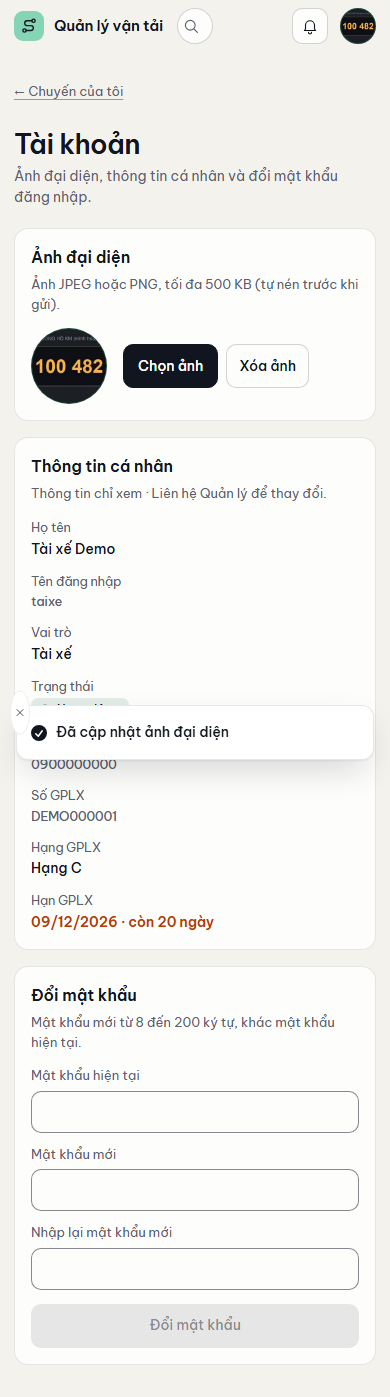 Quản lý vận tải
100 482
← Chuyến của tôi
Tài khoản
Ảnh đại diện, thông tin cá nhân và đổi mật khẩu
đăng nhập.
Ảnh đại diện
Ảnh JPEG hoặc PNG, tối đa 500 KB (tự nén trước khi
gửi).
100 482
Chọn ảnh
Xóa ảnh
Thông tin cá nhân
Thông tin chỉ xem · Liên hệ Quản lý để thay đổi.
Họ tên
Tài xế Demo
Tên đăng nhập
taixe
Vai trò
Tài xế
Trạng thái
Đã cập nhật ảnh đại diện
0900000000
Số GPLX
DEMO000001
Hạng GPLX
Hạng C
Hạn GPLX
09/12/2026 · còn 20 ngày
Đổi mật khẩu
Mật khẩu mới từ 8 đến 200 ký tự, khác mật khẩu
hiện tại.
Mật khẩu hiện tại
Mật khẩu mới
Nhập lại mật khẩu mới
Đổi mật khẩu